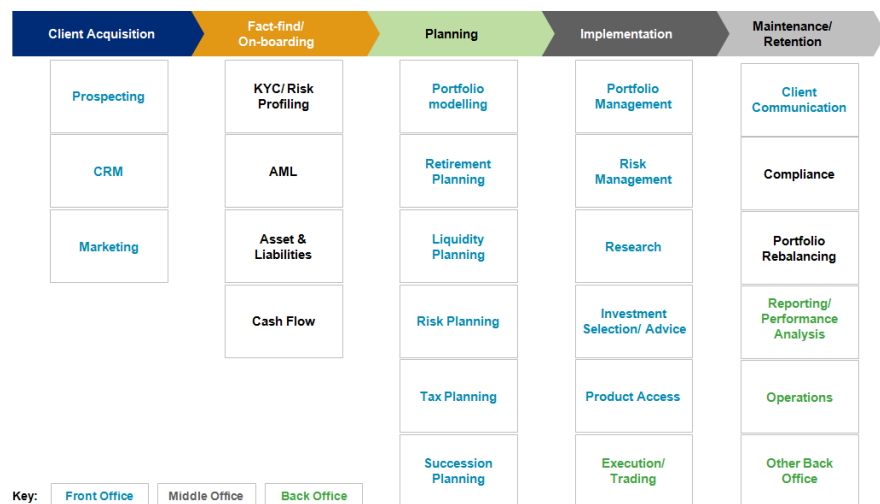 Client Acquisition
Fact-find/
On-boarding
Planning
Implementation
Maintenance/
Retention
Prospecting
CRM
Marketing
KYC/ Risk
Profiling
AML
Asset &
Liabilities
Cash Flow
Portfolio
modelling
Retirement
Planning
Liquidity
Planning
Risk Planning
Tax Planning
Succession
Planning
Portfolio
Management
Risk
Management
Research
Investment
Selection/ Advice
Product Access
Execution/
Trading
Client
Communication
Compliance
Portfolio
Rebalancing
Reporting/
Performance
Analysis
Operations
Other Back
Office
Key:
Front Office
Middle Office
Back Office